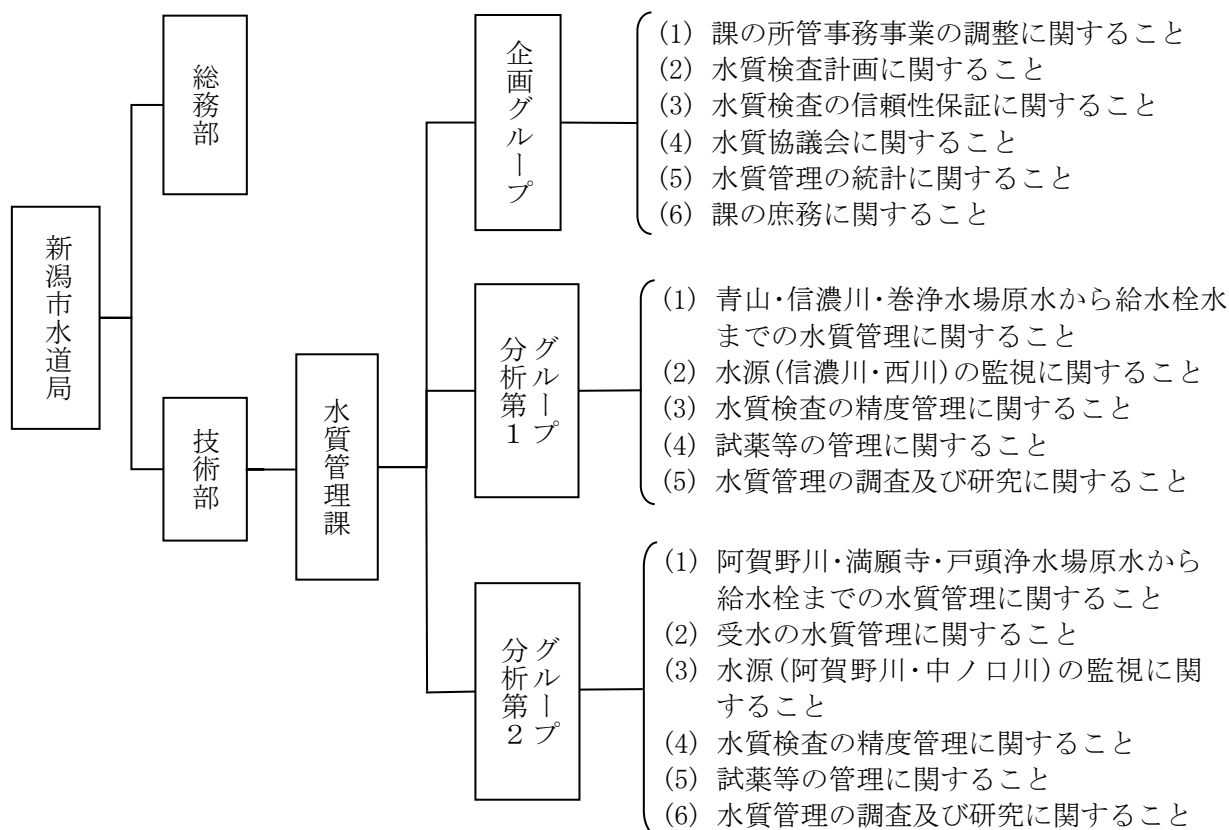 新潟市水道局
総務部
技術部
水質管理課
企画グループ
(1) 課の所管事務事業の調整に関すること
(2) 水質検査計画に関すること
(3) 水質検査の信頼性保証に関すること
(4) 水質協議会に関すること
(5) 水質管理の統計に関すること
(6) 課の庶務に関すること
分析第1
グループ
(1) 青山・信濃川・巻浄水場原水から給水栓水
までの水質管理に関すること
(2) 水源(信濃川・西川)の監視に関すること
(3) 水質検査の精度管理に関すること
(4) 試薬等の管理に関すること
(5) 水質管理の調査及び研究に関すること
分析第2
グループ
(1) 阿賀野川・満願寺・戸頭浄水場原水から
給水栓までの水質管理に関すること
(2) 受水の水質管理に関すること
(3) 水源(阿賀野川・中ノ口川)の監視に関
すること
(4) 水質検査の精度管理に関すること
(5) 試薬等の管理に関すること
(6) 水質管理の調査及び研究に関すること